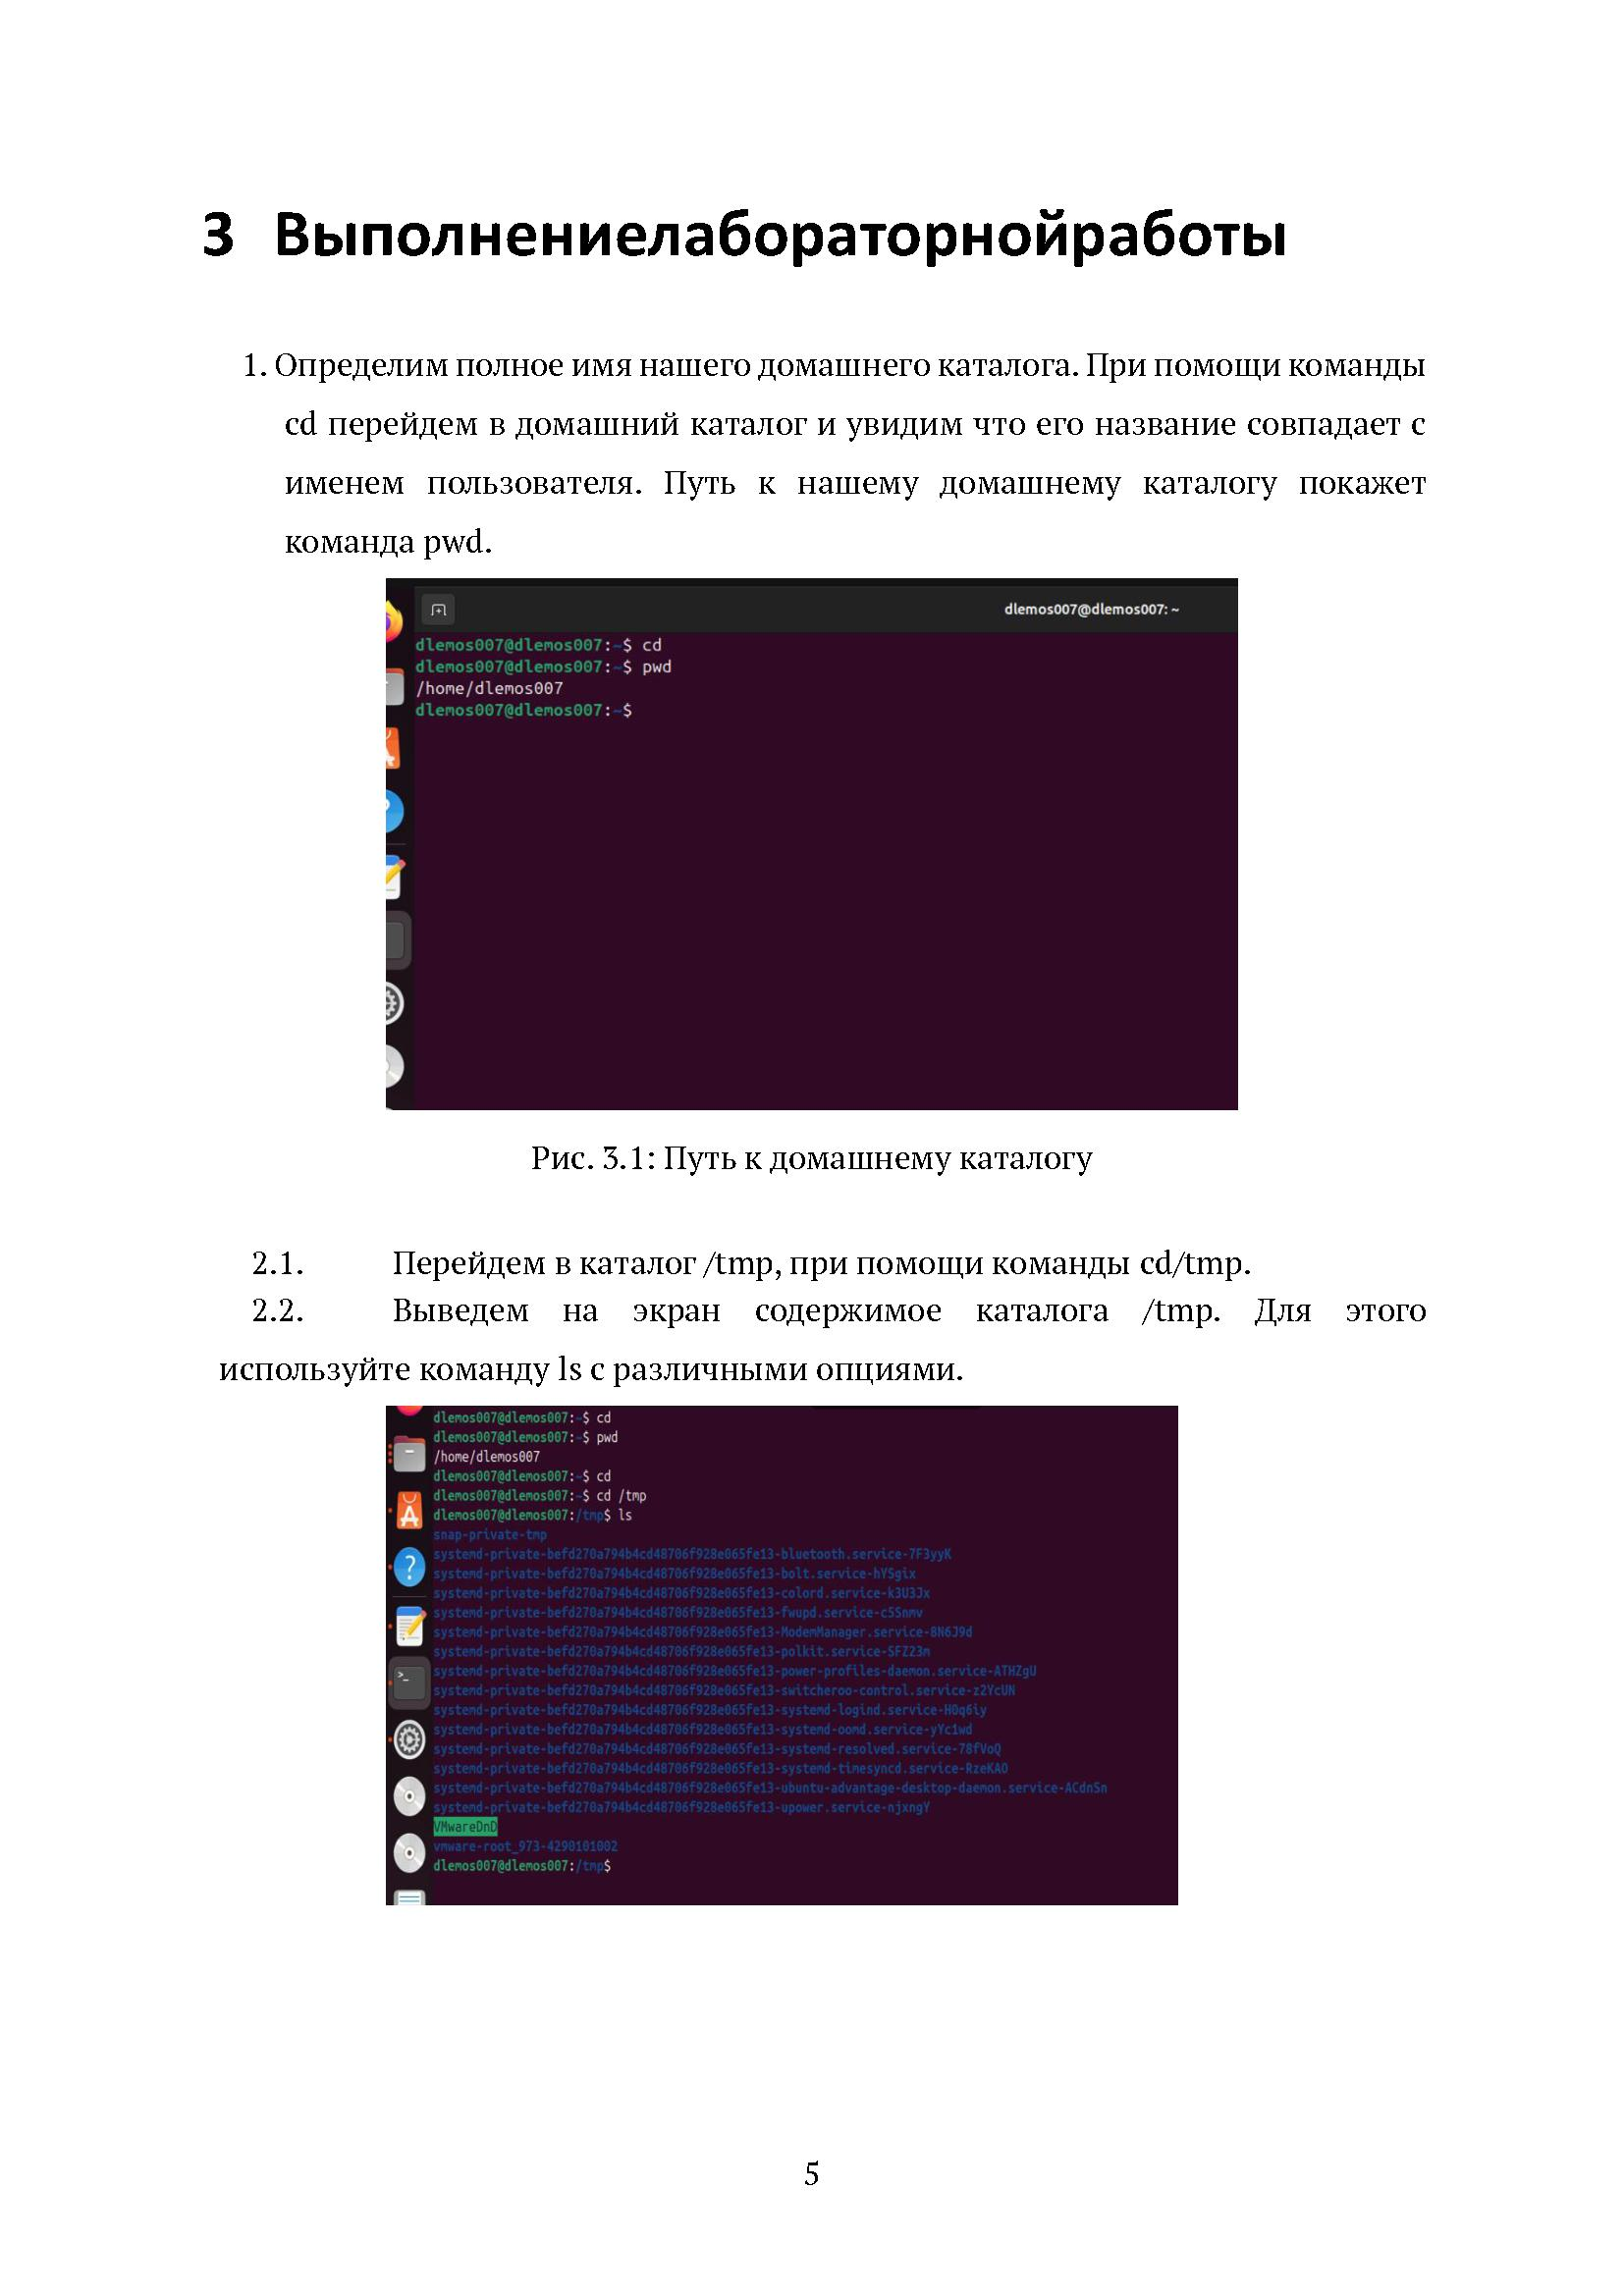 3 Выполнениелабораторнойработы
1. Определим полное имя нашего домашнего каталога. При помощи команды
cd перейдем в домашний каталог и увидим что его название совпадает с
именем пользователя. Путь к нашему домашнему каталогу покажет
команда pwd.
dlemos007@dlemos007: ~
dlemos007@dlemos007:~$ cd
dlemos007@dlemos007:~$ pwd
/home/dlemos007
dlemos007@dlemos007:~$
Рис. 3.1: Путь к домашнему каталогу
2.1. Перейдем в каталог /tmp, при помощи команды cd/tmp.
2.2. Выведем на экран содержимое каталога /tmp. Для этого
используйте команду ls с различными опциями.
dlemos007@dlemos007:~$ cd
dlemos007@dlemos007:~$ pwd
/home/dlemos007
dlemos007@dlemos007:~$ cd
dlemos007@dlemos007:~$ cd /tmp
dlemos007@dlemos007:/tmp$ ls
snap-private-tmp
systemd-private-befd270a794b4cd48706f928e065fe13-bluetooth.service-7F3yyK
systemd-private-befd270a794b4cd48706f928e065fe13-bolt.service-hYSgix
systemd-private-befd270a794b4cd48706f928e065fe13-colord.service-k3U3Jx
systemd-private-befd270a794b4cd48706f928e065fe13-fwupd.service-c5Snmv
systemd-private-befd270a794b4cd48706f928e065fe13-ModemManager.service-8N6J9d
systemd-private-befd270a794b4cd48706f928e065fe13-polkit.service-SFZ23m
systemd-private-befd270a794b4cd48706f928e065fe13-power-profiles-daemon.service-ATHZgU
systemd-private-befd270a794b4cd48706f928e065fe13-switcheroo-control.service-z2YcUN
systemd-private-befd270a794b4cd48706f928e065fe13-systemd-logind.service-H0q6iy
systemd-private-befd270a794b4cd48706f928e065fe13-systemd-oomd.service-yYc1wd
systemd-private-befd270a794b4cd48706f928e065fe13-systemd-resolved.service-78fVoQ
systemd-private-befd270a794b4cd48706f928e065fe13-systemd-timesyncd.service-RzeKAO
systemd-private-befd270a794b4cd48706f928e065fe13-ubuntu-advantage-desktop-daemon.service-ACdnSn
systemd-private-befd270a794b4cd48706f928e065fe13-upower.service-njxngY
VMwareDnD
vmware-root_973-4290101002
dlemos007@dlemos007:/tmp$
5